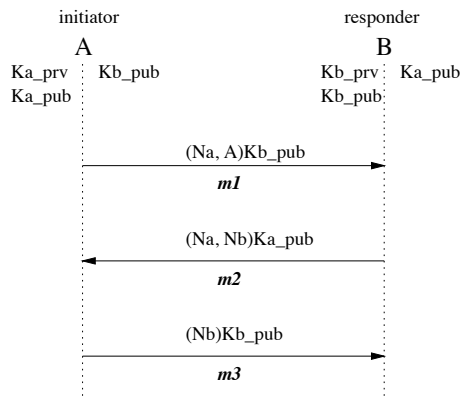 initiator responder
A B
Ka_prv Kb_pub Kb_prv Ka_pub
Ka_pub Kb_pub
(Na, A)Kb_pub
m1
(Na, Nb)Ka_pub
m2
(Nb)Kb_pub
m3